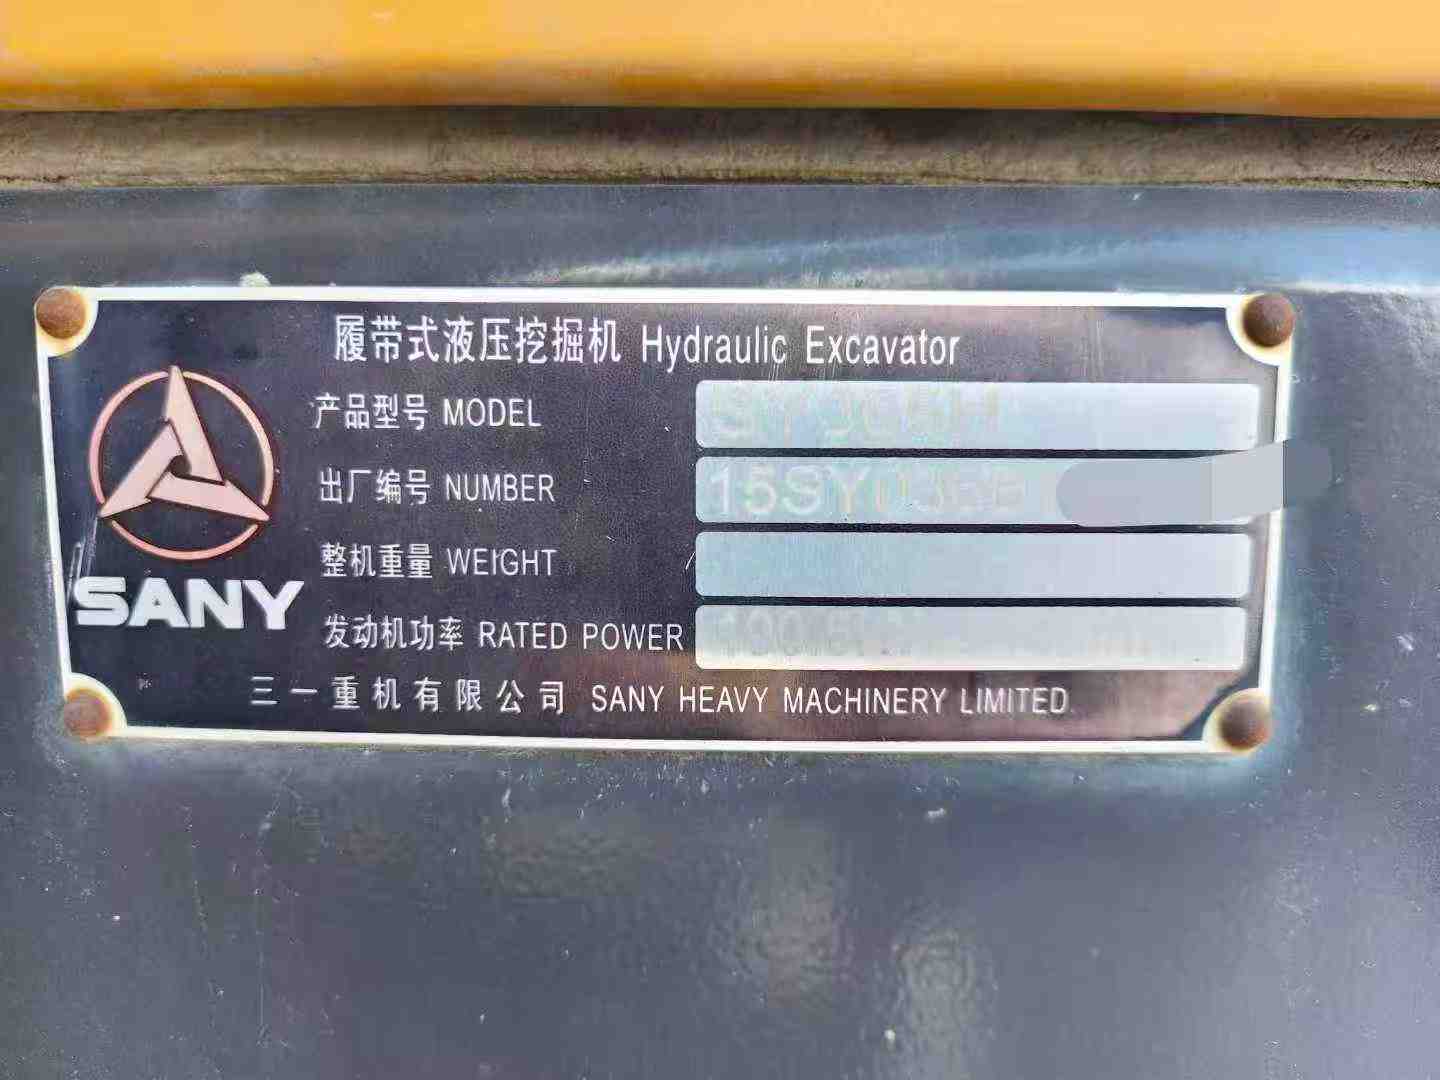 履带式液压挖掘机 Hydraulic Excavator
产品型号 MODEL
出厂编号 NUMBER 15SY036
整机重量 WEIGHT
发动机功率 RATED POWER
SANY
三一重机有限公司 SANY HEAVY MACHINERY LIMITED